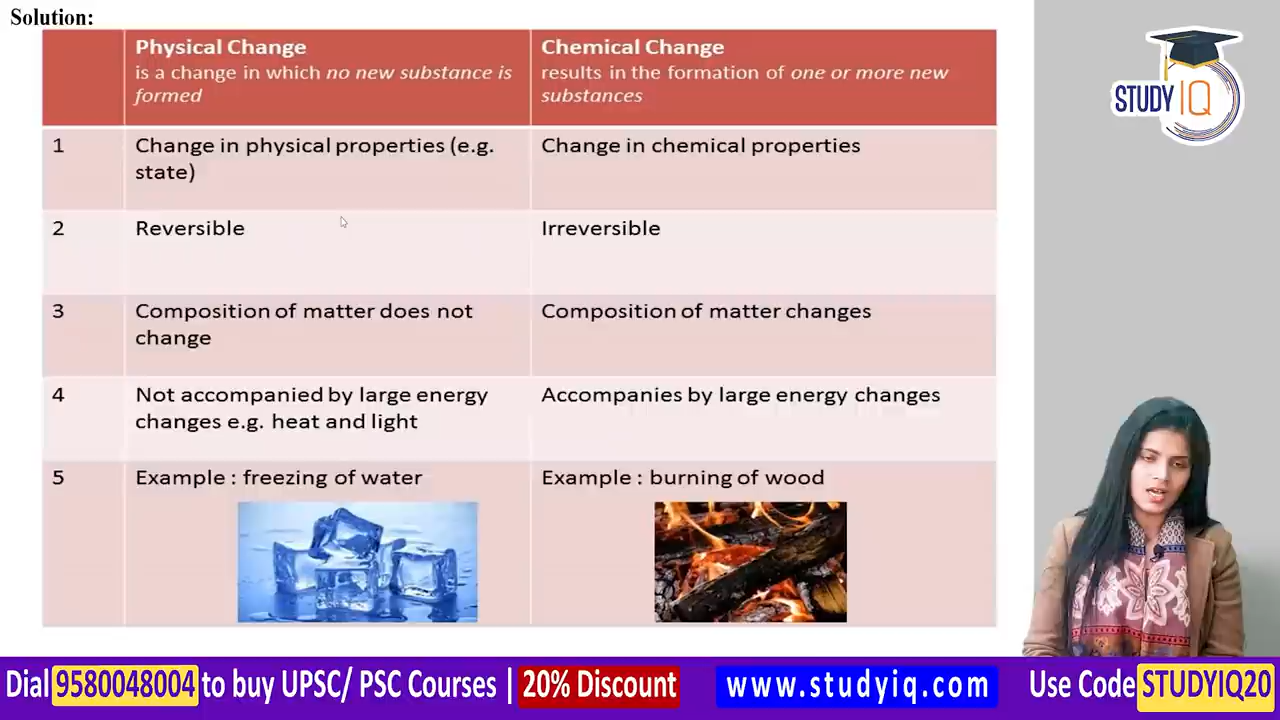 Solution:
Physical Change
is a change in which no new substance is
formed
Chemical Change
results in the formation of one or more new
substances
1
Change in physical properties (e.g.
state)
Change in chemical properties
2
Reversible
Irreversible
3
Composition of matter does not
change
Composition of matter changes
4
Not accompanied by large energy
changes e.g. heat and light
Accompanies by large energy changes
5
Example : freezing of water
Example : burning of wood
STUDY IQ
Dial 9580048004 to buy UPSC/ PSC Courses | 20% Discount
www.studyiq.com
Use Code STUDYIQ20